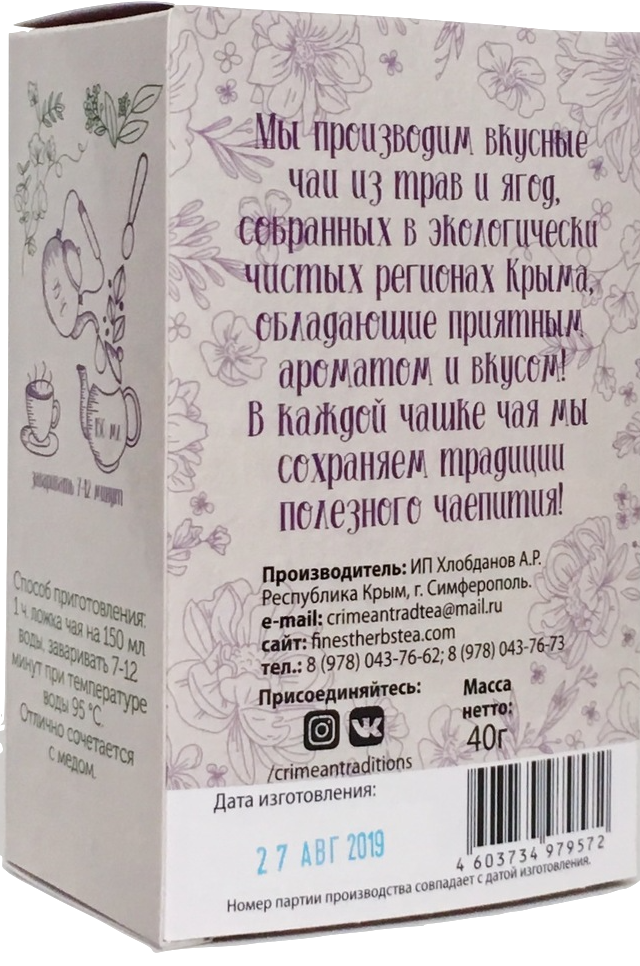 150 мл
заваривать 7-12 минут
Способ приготовления:
1 ч. ложка чая на 150 мл
воды, заваривать 7-12
минут при температуре
воды 95 °С.
Отлично сочетается
с медом.
Мы производим вкусные
чаи из трав и ягод,
собранных в экологически
чистых регионах Крыма,
обладающие приятным
ароматом и вкусом!
В каждой чашке чая мы
сохраняем традиции
полезного чаепития!
Производитель: ИП Хлобданов А.Р.
Республика Крым, г. Симферополь.
e-mail: crimeantradtea@mail.ru
сайт: finestherbstea.com
тел.: 8 (978) 043-76-62; 8 (978) 043-76-73
Присоединяйтесь:
/crimeantraditions
Масса
нетто:
40г
Дата изготовления:
27 АВГ 2019
4 603734 979572
Номер партии производства совпадает с датой изготовления.